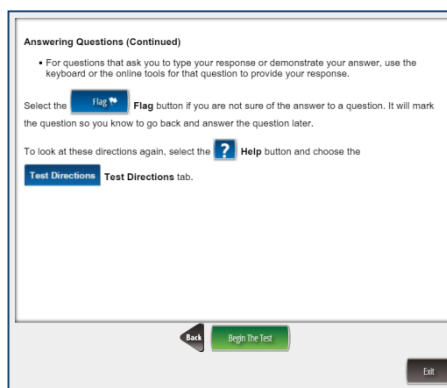 Answering Questions (Continued)
• For questions that ask you to type your response or demonstrate your answer, use the
keyboard or the online tools for that question to provide your response.
Select the Flag Flag button if you are not sure of the answer to a question. It will mark
the question so you know to go back and answer the question later.
To look at these directions again, select the ? Help button and choose the
Test Directions Test Directions tab.
Back Begin The Test
Exit